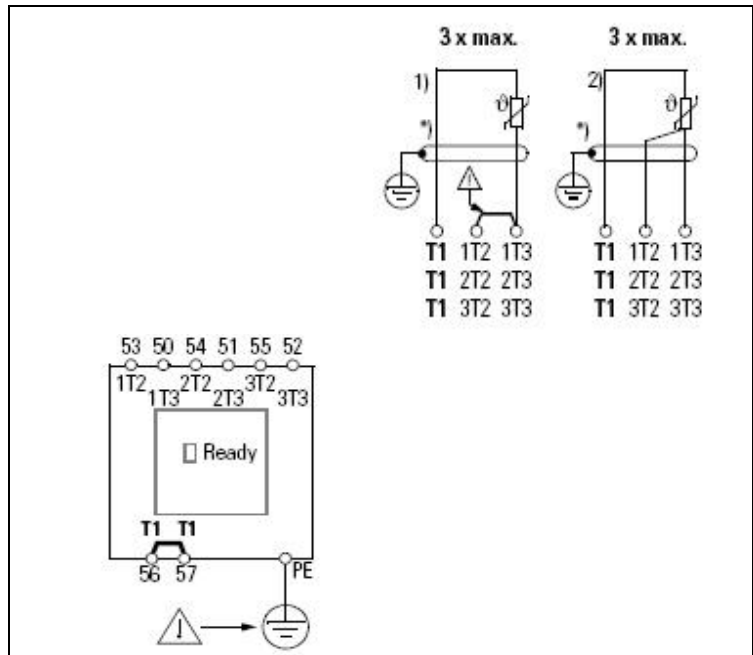 3 x max. 3 x max.
1) 2)
ϑ ϑ
*) *)
T1 1T2 1T3 T1 1T2 1T3
T1 2T2 2T3 T1 2T2 2T3
T1 3T2 3T3 T1 3T2 3T3
53 50 54 51 55 52
1T2 2T2 3T2
1T3 2T3 3T3
Ready
T1 T1
56 57 PE